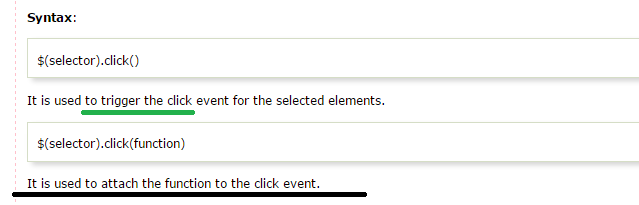 Syntax:
$(selector).click()
It is used to trigger the click event for the selected elements.
$(selector).click(function)
It is used to attach the function to the click event.